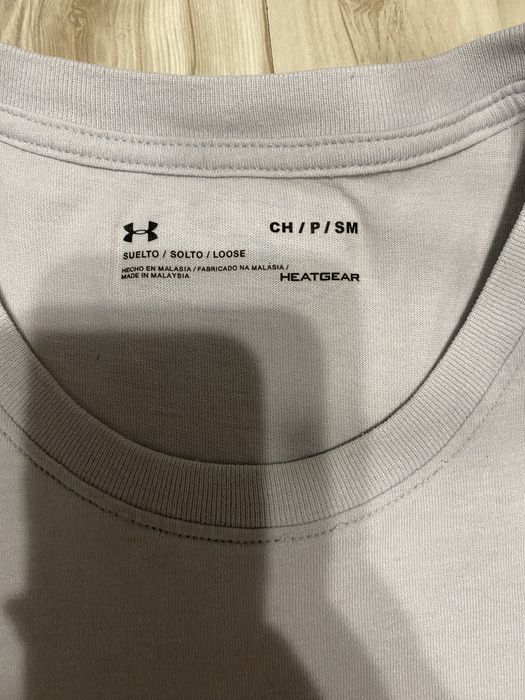 CH / P / SM
SUELTO / SOLTO / LOOSE
HECHO EN MALASIA / FABRICADO NA MALÁSIA /
MADE IN MALAYSIA
HEATGEAR